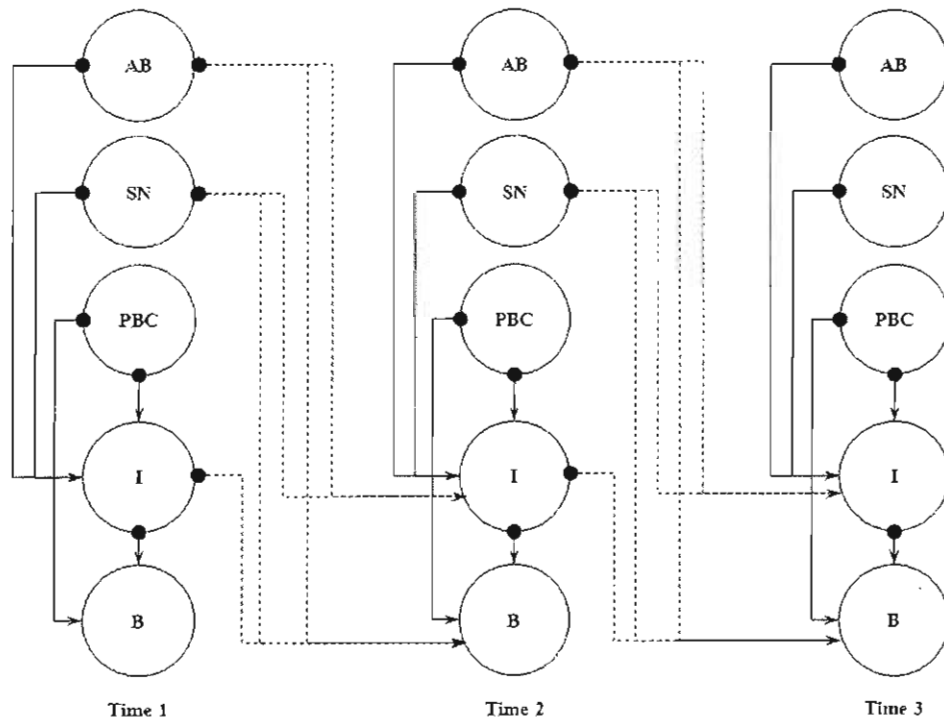 AB AB AB
SN SN SN
PBC PBC PBC
I I I
B B B
Time 1 Time 2 Time 3